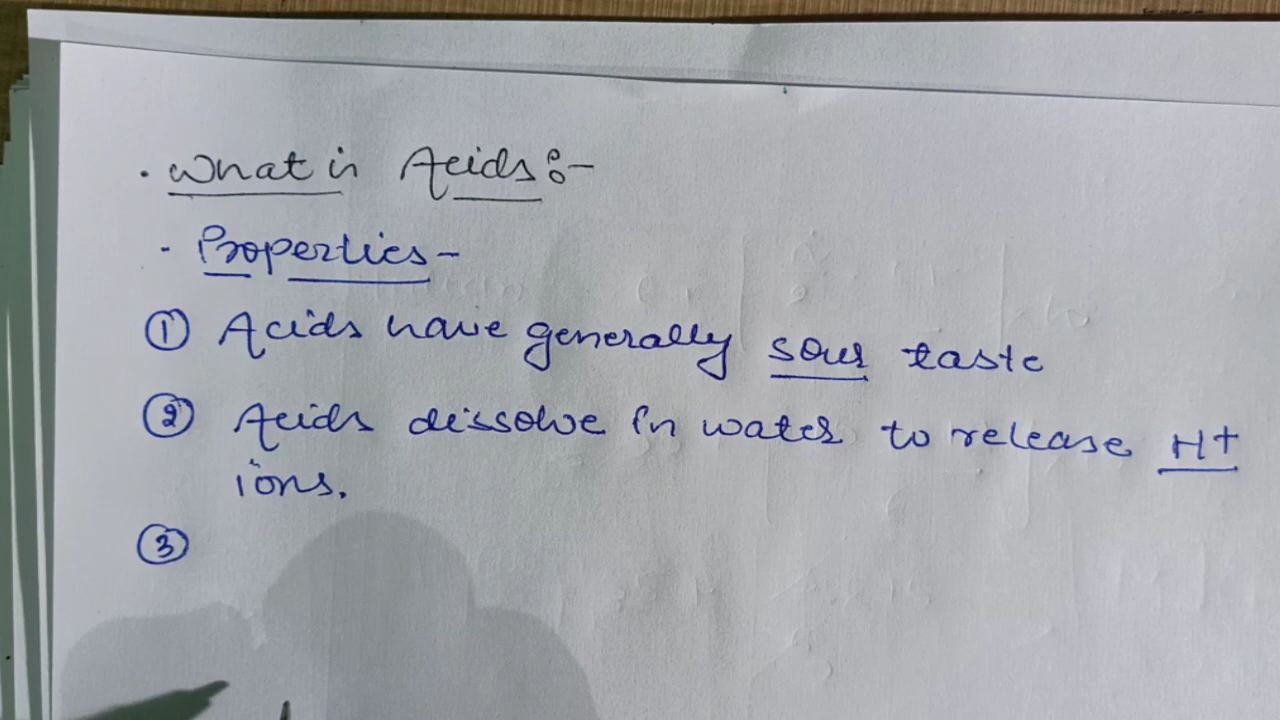 · What is Acids :-
- Properties -
① Acids have generally sour taste
② Acids dissolve in water to release H+
ions.
③